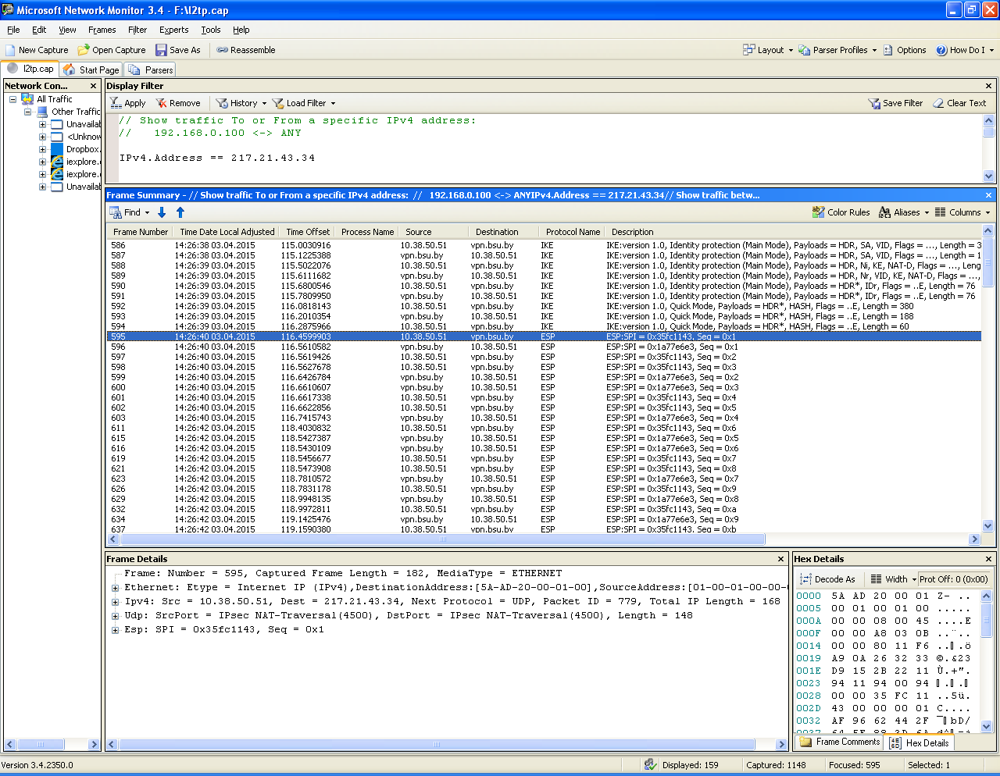 Microsoft Network Monitor 3.4 - F:\l2tp.cap
File Edit View Frames Filter Experts Tools Help
New Capture Open Capture Save As Reassemble Layout Parser Profiles Options How Do I
l2tp.cap Start Page Parsers
Network Con...
All Traffic
Other Traffic
Unavailab
<Unknow
Dropbox.
iexplore.e
iexplore.e
Unavailab
Display Filter
Apply Remove History Load Filter Save Filter Clear Text
// Show traffic To or From a specific IPv4 address:
// 192.168.0.100 <-> ANY
IPv4.Address == 217.21.43.34
Frame Summary - // Show traffic To or From a specific IPv4 address: // 192.168.0.100 <-> ANYIPv4.Address == 217.21.43.34// Show traffic betw...
Find Color Rules Aliases Columns
Frame Number Time Date Local Adjusted Time Offset Process Name Source Destination Protocol Name Description
586 14:26:38 03.04.2015 115.0030916 10.38.50.51 vpn.bsu.by IKE IKE:version 1.0, Identity protection (Main Mode), Payloads = HDR, SA, VID, Flags = ..., Length = 3
587 14:26:38 03.04.2015 115.1225388 vpn.bsu.by 10.38.50.51 IKE IKE:version 1.0, Identity protection (Main Mode), Payloads = HDR, SA, VID, Flags = ..., Length = 1
588 14:26:39 03.04.2015 115.5022076 10.38.50.51 vpn.bsu.by IKE IKE:version 1.0, Identity protection (Main Mode), Payloads = HDR, Ni, KE, NAT-D, Flags = ..., Leng
589 14:26:39 03.04.2015 115.6111682 vpn.bsu.by 10.38.50.51 IKE IKE:version 1.0, Identity protection (Main Mode), Payloads = HDR, Nr, VID, KE, NAT-D, Flags = ...,
590 14:26:39 03.04.2015 115.6800546 10.38.50.51 vpn.bsu.by IKE IKE:version 1.0, Identity protection (Main Mode), Payloads = HDR*, IDr, Flags = ..E, Length = 76
591 14:26:39 03.04.2015 115.7809950 vpn.bsu.by 10.38.50.51 IKE IKE:version 1.0, Identity protection (Main Mode), Payloads = HDR*, IDr, Flags = ..E, Length = 76
592 14:26:39 03.04.2015 116.0818143 10.38.50.51 vpn.bsu.by IKE IKE:version 1.0, Quick Mode, Payloads = HDR*, HASH, Flags = ..E, Length = 380
593 14:26:39 03.04.2015 116.2010354 vpn.bsu.by 10.38.50.51 IKE IKE:version 1.0, Quick Mode, Payloads = HDR*, HASH, Flags = ..E, Length = 188
594 14:26:39 03.04.2015 116.2875966 10.38.50.51 vpn.bsu.by IKE IKE:version 1.0, Quick Mode, Payloads = HDR*, HASH, Flags = ..E, Length = 60
595 14:26:40 03.04.2015 116.4599903 10.38.50.51 vpn.bsu.by ESP ESP:SPI = 0x35fc1143, Seq = 0x1
596 14:26:40 03.04.2015 116.5610582 vpn.bsu.by 10.38.50.51 ESP ESP:SPI = 0x1a77e6e3, Seq = 0x1
597 14:26:40 03.04.2015 116.5619426 10.38.50.51 vpn.bsu.by ESP ESP:SPI = 0x35fc1143, Seq = 0x2
598 14:26:40 03.04.2015 116.5627678 10.38.50.51 vpn.bsu.by ESP ESP:SPI = 0x35fc1143, Seq = 0x3
599 14:26:40 03.04.2015 116.6426784 vpn.bsu.by 10.38.50.51 ESP ESP:SPI = 0x1a77e6e3, Seq = 0x2
600 14:26:40 03.04.2015 116.6610607 vpn.bsu.by 10.38.50.51 ESP ESP:SPI = 0x1a77e6e3, Seq = 0x3
601 14:26:40 03.04.2015 116.6617338 10.38.50.51 vpn.bsu.by ESP ESP:SPI = 0x35fc1143, Seq = 0x4
602 14:26:40 03.04.2015 116.6622856 10.38.50.51 vpn.bsu.by ESP ESP:SPI = 0x35fc1143, Seq = 0x5
603 14:26:40 03.04.2015 116.7415743 vpn.bsu.by 10.38.50.51 ESP ESP:SPI = 0x1a77e6e3, Seq = 0x4
611 14:26:42 03.04.2015 118.4030832 10.38.50.51 vpn.bsu.by ESP ESP:SPI = 0x35fc1143, Seq = 0x6
615 14:26:42 03.04.2015 118.5427387 vpn.bsu.by 10.38.50.51 ESP ESP:SPI = 0x1a77e6e3, Seq = 0x5
616 14:26:42 03.04.2015 118.5430109 vpn.bsu.by 10.38.50.51 ESP ESP:SPI = 0x1a77e6e3, Seq = 0x6
619 14:26:42 03.04.2015 118.5456677 10.38.50.51 vpn.bsu.by ESP ESP:SPI = 0x35fc1143, Seq = 0x7
621 14:26:42 03.04.2015 118.5473908 10.38.50.51 vpn.bsu.by ESP ESP:SPI = 0x35fc1143, Seq = 0x8
623 14:26:42 03.04.2015 118.7810572 vpn.bsu.by 10.38.50.51 ESP ESP:SPI = 0x1a77e6e3, Seq = 0x7
626 14:26:42 03.04.2015 118.7831178 10.38.50.51 vpn.bsu.by ESP ESP:SPI = 0x35fc1143, Seq = 0x9
629 14:26:42 03.04.2015 118.9948135 vpn.bsu.by 10.38.50.51 ESP ESP:SPI = 0x1a77e6e3, Seq = 0x8
632 14:26:42 03.04.2015 118.9972811 10.38.50.51 vpn.bsu.by ESP ESP:SPI = 0x35fc1143, Seq = 0xa
634 14:26:42 03.04.2015 119.1425476 vpn.bsu.by 10.38.50.51 ESP ESP:SPI = 0x1a77e6e3, Seq = 0x9
637 14:26:42 03.04.2015 119.1590380 10.38.50.51 vpn.bsu.by ESP ESP:SPI = 0x35fc1143, Seq = 0xb
Frame Details
Frame: Number = 595, Captured Frame Length = 182, MediaType = ETHERNET
Ethernet: Etype = Internet IP (IPv4),DestinationAddress:[5A-AD-20-00-01-00],SourceAddress:[01-00-01-00-00-
Ipv4: Src = 10.38.50.51, Dest = 217.21.43.34, Next Protocol = UDP, Packet ID = 779, Total IP Length = 168
Udp: SrcPort = IPsec NAT-Traversal(4500), DstPort = IPsec NAT-Traversal(4500), Length = 148
Esp: SPI = 0x35fc1143, Seq = 0x1
Hex Details
Decode As Width Prot Off: 0 (0x00)
0000 5A AD 20 00 01 Z- ..
0005 00 01 00 01 00 .....
000A 00 00 08 00 45 ....E
000F 00 00 A8 03 0B ..¨..
0014 00 00 80 11 F6 ...ö
0019 A9 0A 26 32 33 ©.&23
001E D9 15 2B 22 11 Ù.+".
0023 94 11 94 00 94
0028 00 00 35 FC 11 ..5ü.
002D 43 00 00 00 01 C....
0032 AF 96 62 44 2F bD/
Frame Comments Hex Details
Version 3.4.2350.0 Displayed: 159 Captured: 1148 Focused: 595 Selected: 1